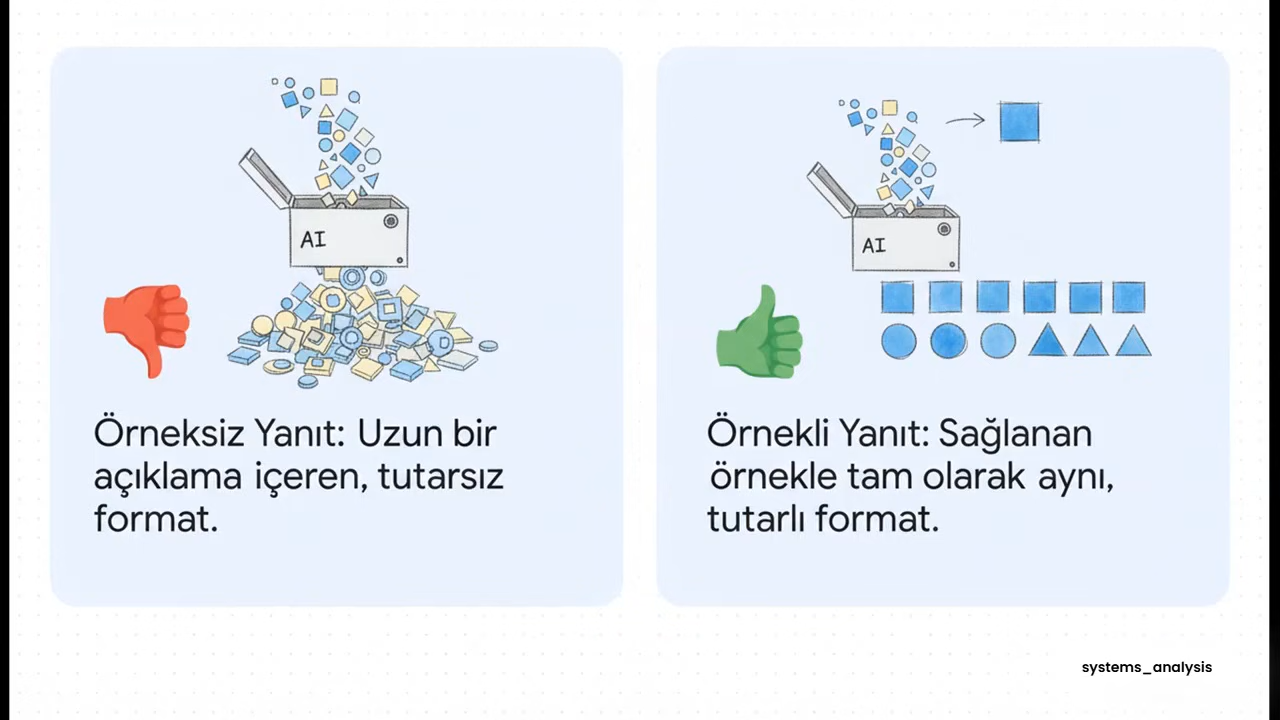 AI
Örneksiz Yanıt: Uzun bir
açıklama içeren, tutarsız
format.
AI
Örnekli Yanıt: Sağlanan
örnekle tam olarak aynı,
tutarlı format.
systems_analysis